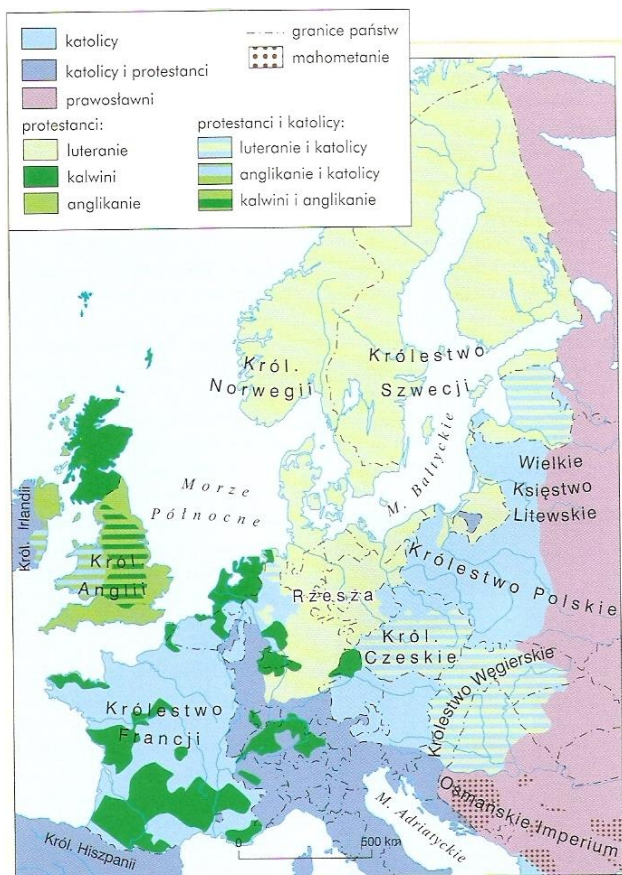 katolicy
katolicy i protestanci
prawosławni
protestanci:
luteranie
kalwini
anglikanie
granice państw
mahometanie
protestanci i katolicy:
luteranie i katolicy
anglikanie i katolicy
kalwini i anglikanie
Król.
Norwegii
Królestwo
Szwecji
M. Bałtyckie
Morze
Północne
Wielkie
Księstwo
Litewskie
Król. Irlandii
Król.
Anglii
Królestwo Polskie
Rzesza
Król.
Czeskie
Królestwo Węgierskie
Królestwo
Francji
Osmańskie Imperium
M. Adriatyckie
Król. Hiszpanii
0 500 km